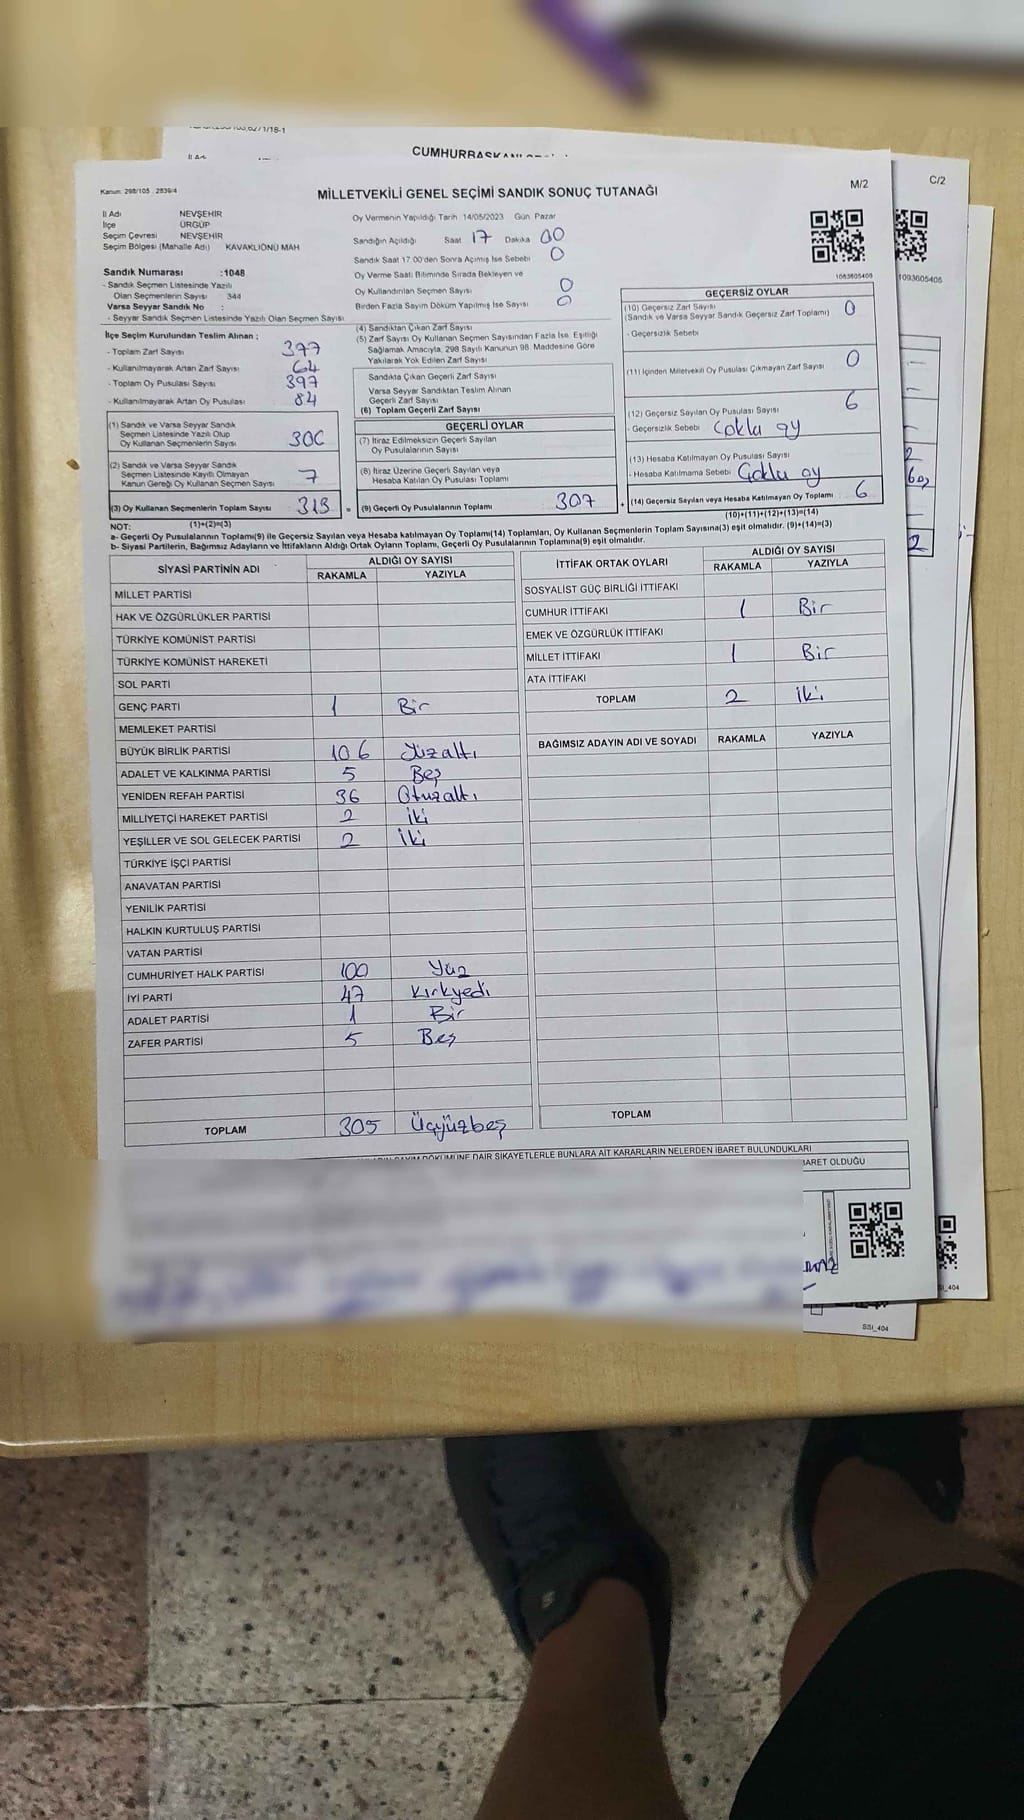 CUMHURBAŞKANI
C/2
Kanun: 298/105 , 2839/4
MİLLETVEKİLİ GENEL SEÇİMİ SANDIK SONUÇ TUTANAĞI
M/2
İl Adı NEVŞEHİR
İlçe ÜRGÜP
Seçim Çevresi NEVŞEHİR
Seçim Bölgesi (Mahalle Adı) KAVAKLIÖNÜ MAH
Oy Vermenin Yapıldığı Tarih 14/05/2023 Gün Pazar
Sandığın Açıldığı Saat 17 Dakika 00
Sandık Saat 17.00'den Sonra Açılmış İse Sebebi 0
Oy Verme Saati Bitiminde Sırada Bekleyen ve
Oy Kullandırılan Seçmen Sayısı 0
Birden Fazla Sayım Döküm Yapılmış İse Sayısı 0
1093605406
Sandık Numarası :1048
- Sandık Seçmen Listesinde Yazılı
Olan Seçmenlerin Sayısı 344
Varsa Seyyar Sandık No :
- Seyyar Sandık Seçmen Listesinde Yazılı Olan Seçmen Sayısı
İlçe Seçim Kurulundan Teslim Alınan ;
- Toplam Zarf Sayısı 377
- Kullanılmayarak Artan Zarf Sayısı 64
- Toplam Oy Pusulası Sayısı 397
- Kullanılmayarak Artan Oy Pusulası 84
(1) Sandık ve Varsa Seyyar Sandık
Seçmen Listesinde Yazılı Olup
Oy Kullanan Seçmenlerin Sayısı 306
(2) Sandık ve Varsa Seyyar Sandık
Seçmen Listesinde Kayıtlı Olmayan
Kanun Gereği Oy Kullanan Seçmen Sayısı 7
(3) Oy Kullanan Seçmenlerin Toplam Sayısı 313 =
(1)+(2)=(3)
(4) Sandıktan Çıkan Zarf Sayısı
(5) Zarf Sayısı Oy Kullanan Seçmen Sayısından Fazla İse, Eşitliği
Sağlamak Amacıyla, 298 Sayılı Kanunun 98. Maddesine Göre
Yakılarak Yok Edilen Zarf Sayısı
Sandıkta Çıkan Geçerli Zarf Sayısı
Varsa Seyyar Sandıktan Teslim Alınan
Geçerli Zarf Sayısı
(6) Toplam Geçerli Zarf Sayısı
GEÇERLİ OYLAR
(7) İtiraz Edilmeksizin Geçerli Sayılan
Oy Pusulalarının Sayısı
(8) İtiraz Üzerine Geçerli Sayılan veya
Hesaba Katılan Oy Pusulası Toplamı
(9) Geçerli Oy Pusulalarının Toplamı 307 +
GEÇERSİZ OYLAR
(10) Geçersiz Zarf Sayısı
(Sandık ve Varsa Seyyar Sandık Geçersiz Zarf Toplamı) 0
- Geçersizlik Sebebi
(11) İçinden Milletvekili Oy Pusulası Çıkmayan Zarf Sayısı 0
(12) Geçersiz Sayılan Oy Pusulası Sayısı 6
- Geçersizlik Sebebi Çoklu oy
(13) Hesaba Katılmayan Oy Pusulası Sayısı
- Hesaba Katılmama Sebebi Çoklu oy
(14) Geçersiz Sayılan veya Hesaba Katılmayan Oy Toplamı 6
(10)+(11)+(12)+(13)=(14)
NOT:
a- Geçerli Oy Pusulalarının Toplamı(9) ile Geçersiz Sayılan veya Hesaba katılmayan Oy Toplamı(14) Toplamları, Oy Kullanan Seçmenlerin Toplam Sayısına(3) eşit olmalıdır. (9)+(14)=(3)
b- Siyasi Partilerin, Bağımsız Adayların ve İttifakların Aldığı Ortak Oyların Toplamı, Geçerli Oy Pusulalarının Toplamına(9) eşit olmalıdır.
SİYASİ PARTİNİN ADI ALDIĞI OY SAYISI
RAKAMLA YAZIYLA
MİLLET PARTİSİ
HAK VE ÖZGÜRLÜKLER PARTİSİ
TÜRKİYE KOMÜNİST PARTİSİ
TÜRKİYE KOMÜNİST HAREKETİ
SOL PARTİ
GENÇ PARTİ 1 Bir
MEMLEKET PARTİSİ
BÜYÜK BİRLİK PARTİSİ 106 Yüzaltı
ADALET VE KALKINMA PARTİSİ 5 Beş
YENİDEN REFAH PARTİSİ 36 Otuzaltı
MİLLİYETÇİ HAREKET PARTİSİ 2 İki
YEŞİLLER VE SOL GELECEK PARTİSİ 2 İki
TÜRKİYE İŞÇİ PARTİSİ
ANAVATAN PARTİSİ
YENİLİK PARTİSİ
HALKIN KURTULUŞ PARTİSİ
VATAN PARTİSİ
CUMHURİYET HALK PARTİSİ 100 Yüz
İYİ PARTİ 47 Kırkyedi
ADALET PARTİSİ 1 Bir
ZAFER PARTİSİ 5 Beş
TOPLAM 305 Üçyüzbeş
İTTİFAK ORTAK OYLARI ALDIĞI OY SAYISI
RAKAMLA YAZIYLA
SOSYALİST GÜÇ BİRLİĞİ İTTİFAKI
CUMHUR İTTİFAKI 1 Bir
EMEK VE ÖZGÜRLÜK İTTİFAKI
MİLLET İTTİFAKI 1 Bir
ATA İTTİFAKI
TOPLAM 2 İki
BAĞIMSIZ ADAYIN ADI VE SOYADI RAKAMLA YAZIYLA
TOPLAM
DÖKÜMÜNE DAİR ŞİKAYETLERLE BUNLARA AİT KARARLARIN NELERDEN İBARET BULUNDUKLARI
İBARET OLDUĞU
1093605406
SSI_404
SSI_404